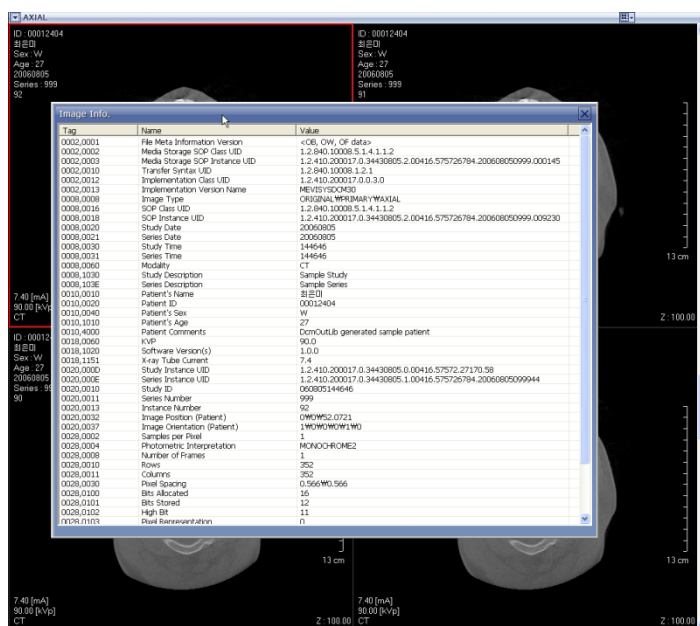 AXIAL
ID : 00012404
최은미
Sex : W
Age : 27
20060805
Series : 999
92
ID : 00012404
최은미
Sex : W
Age : 27
20060805
Series : 999
91
Image Info.
Tag Name Value
0002,0001 File Meta Information Version <OB, OW, OF data>
0002,0002 Media Storage SOP Class UID 1.2.840.10008.5.1.4.1.1.2
0002,0003 Media Storage SOP Instance UID 1.2.410.200017.0.34430805.2.00416.575726784.200608050999.000145
0002,0010 Transfer Syntax UID 1.2.840.10008.1.2.1
0002,0012 Implementation Class UID 1.2.410.200017.0.0.3.0
0002,0013 Implementation Version Name MEVISYSDCM30
0008,0008 Image Type ORIGINAL₩PRIMARY₩AXIAL
0008,0016 SOP Class UID 1.2.840.10008.5.1.4.1.1.2
0008,0018 SOP Instance UID 1.2.410.200017.0.34430805.2.00416.575726784.200608050999.009230
0008,0020 Study Date 20060805
0008,0021 Series Date 20060805
0008,0030 Study Time 144646
0008,0031 Series Time 144646
0008,0060 Modality CT
0008,1030 Study Description Sample Study
0008,103E Series Description Sample Series
0010,0010 Patient's Name 최은미
0010,0020 Patient ID 00012404
0010,0040 Patient's Sex W
0010,1010 Patient's Age 27
0010,4000 Patient Comments DcmOutLib generated sample patient
0018,0060 KVP 90.0
0018,1020 Software Version(s) 1.0.0
0018,1151 X-ray Tube Current 7.4
0020,000D Study Instance UID 1.2.410.200017.0.34430805.0.00416.57572.27170.58
0020,000E Series Instance UID 1.2.410.200017.0.34430805.1.00416.575726784.20060805099944
0020,0010 Study ID 060805144646
0020,0011 Series Number 999
0020,0013 Instance Number 92
0020,0032 Image Position (Patient) 0₩0₩52.0721
0020,0037 Image Orientation (Patient) 1₩0₩0₩0₩1₩0
0028,0002 Samples per Pixel 1
0028,0004 Photometric Interpretation MONOCHROME2
0028,0008 Number of Frames 1
0028,0010 Rows 352
0028,0011 Columns 352
0028,0030 Pixel Spacing 0.566₩0.566
0028,0100 Bits Allocated 16
0028,0101 Bits Stored 12
0028,0102 High Bit 11
0028,0103 Pixel Representation 0
13 cm
7.40 [mA]
90.00 [kVp]
CT
Z : 100.00
ID : 00012
최은미
Sex : W
Age : 27
20060805
Series : 99
90
13 cm
13 cm
7.40 [mA]
90.00 [kVp]
CT
Z : 100.00
7.40 [mA]
90.00 [kVp]
CT
Z : 100.00